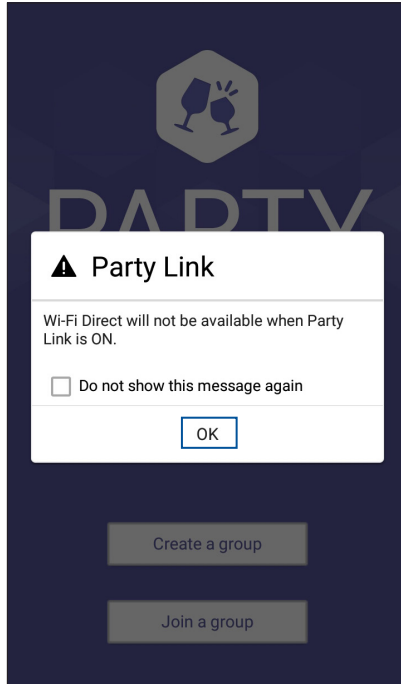 PARTY
Party Link
Wi-Fi Direct will not be available when Party
Link is ON.
Do not show this message again
OK
Create a group
Join a group